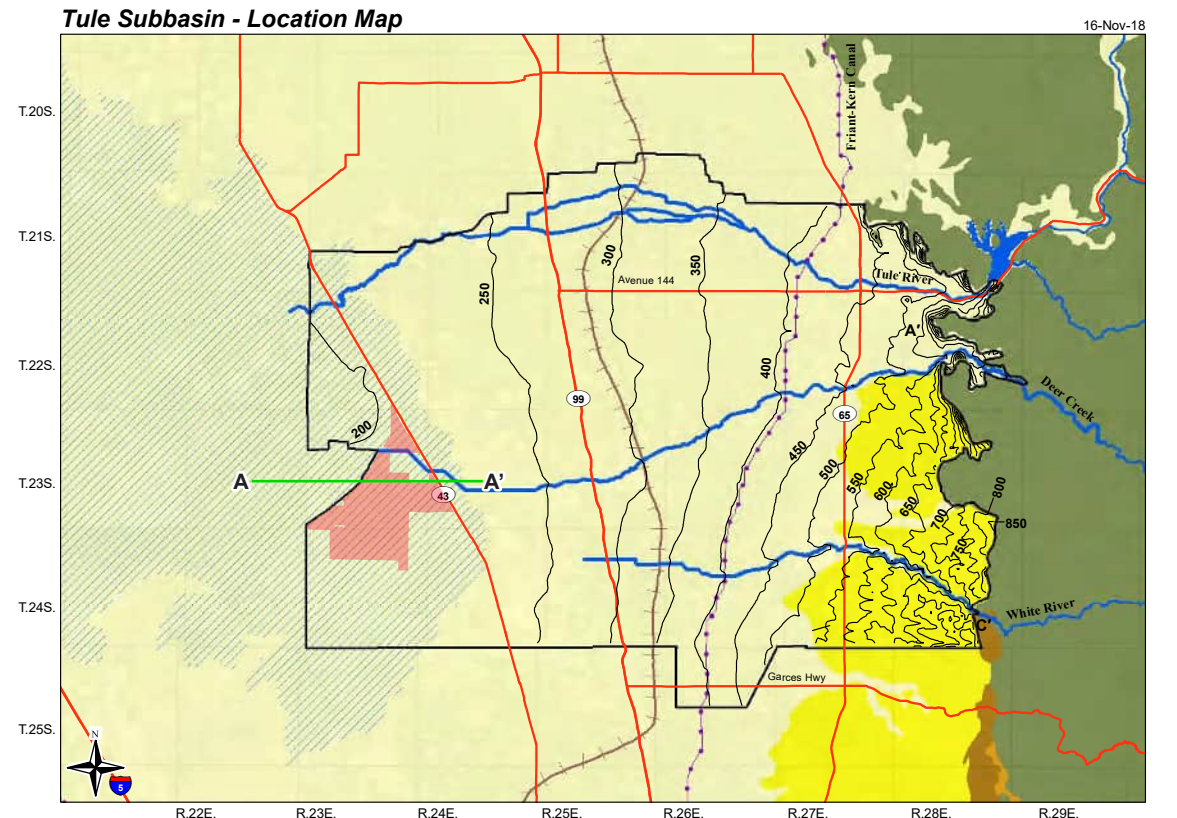 Tule Subbasin - Location Map
16-Nov-18
Friant-Kern Canal
T.20S.
T.21S.
300
350
250
Avenue 144
Tule River
A'
T.22S.
400
Deer Creek
99
65
200
450
500
550
600
650
700
750
800
850
T.23S.
A
A'
43
T.24S.
White River
C'
Garces Hwy
T.25S.
N
5
R.22E.
R.23E.
R.24E.
R.25E.
R.26E.
R.27E.
R.28E.
R.29E.